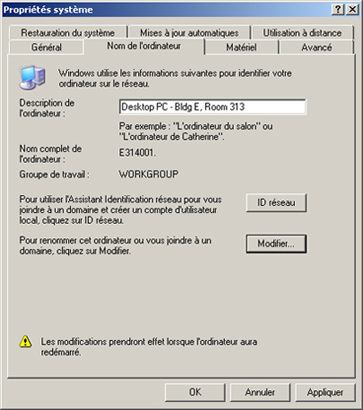 Propriétés système
Restauration du système
Mises à jour automatiques
Utilisation à distance
Général
Nom de l'ordinateur
Matériel
Avancé
Windows utilise les informations suivantes pour identifier votre
ordinateur sur le réseau.
Description de
l'ordinateur :
Desktop PC - Bldg E, Room 313
Par exemple : "L'ordinateur du salon" ou
"L'ordinateur de Catherine".
Nom complet de
l'ordinateur :
E314001.
Groupe de travail :
WORKGROUP
Pour utiliser l'Assistant Identification réseau pour vous
joindre à un domaine et créer un compte d'utilisateur
local, cliquez sur ID réseau.
ID réseau
Pour renommer cet ordinateur ou vous joindre à un
domaine, cliquez sur Modifier.
Modifier...
Les modifications prendront effet lorsque l'ordinateur aura
redémarré.
OK
Annuler
Appliquer